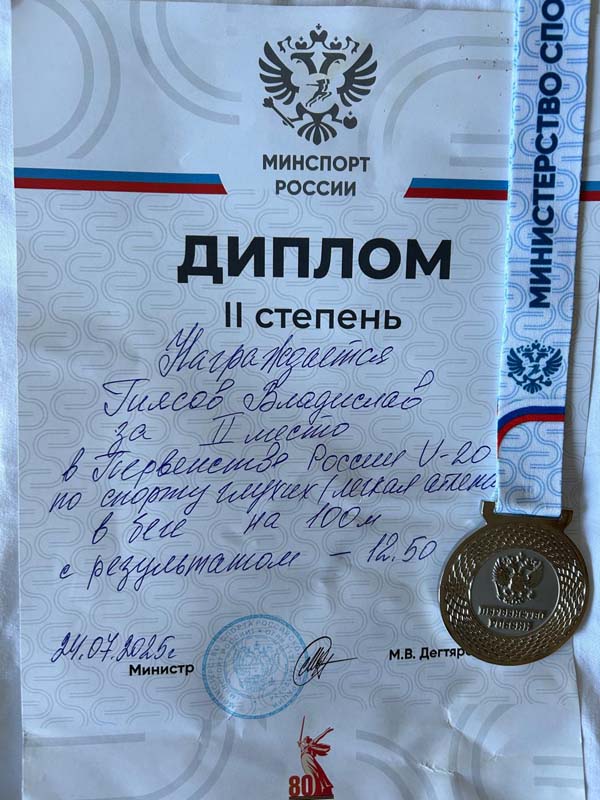 МИНСПОРТ
РОССИИ
ДИПЛОМ
II СТЕПЕНЬ
Награждается
Гиясов Владислав
за II место
в Первенстве России U-20
по спорту глухих (легкая атлети
в беге на 100м
с результатом – 12.50
24.07.2025г
Министр
М.В. Дегтяр
80
МИНИСТЕРСТВО СПО
ПЕРВЕНСТВО
РОССИИ